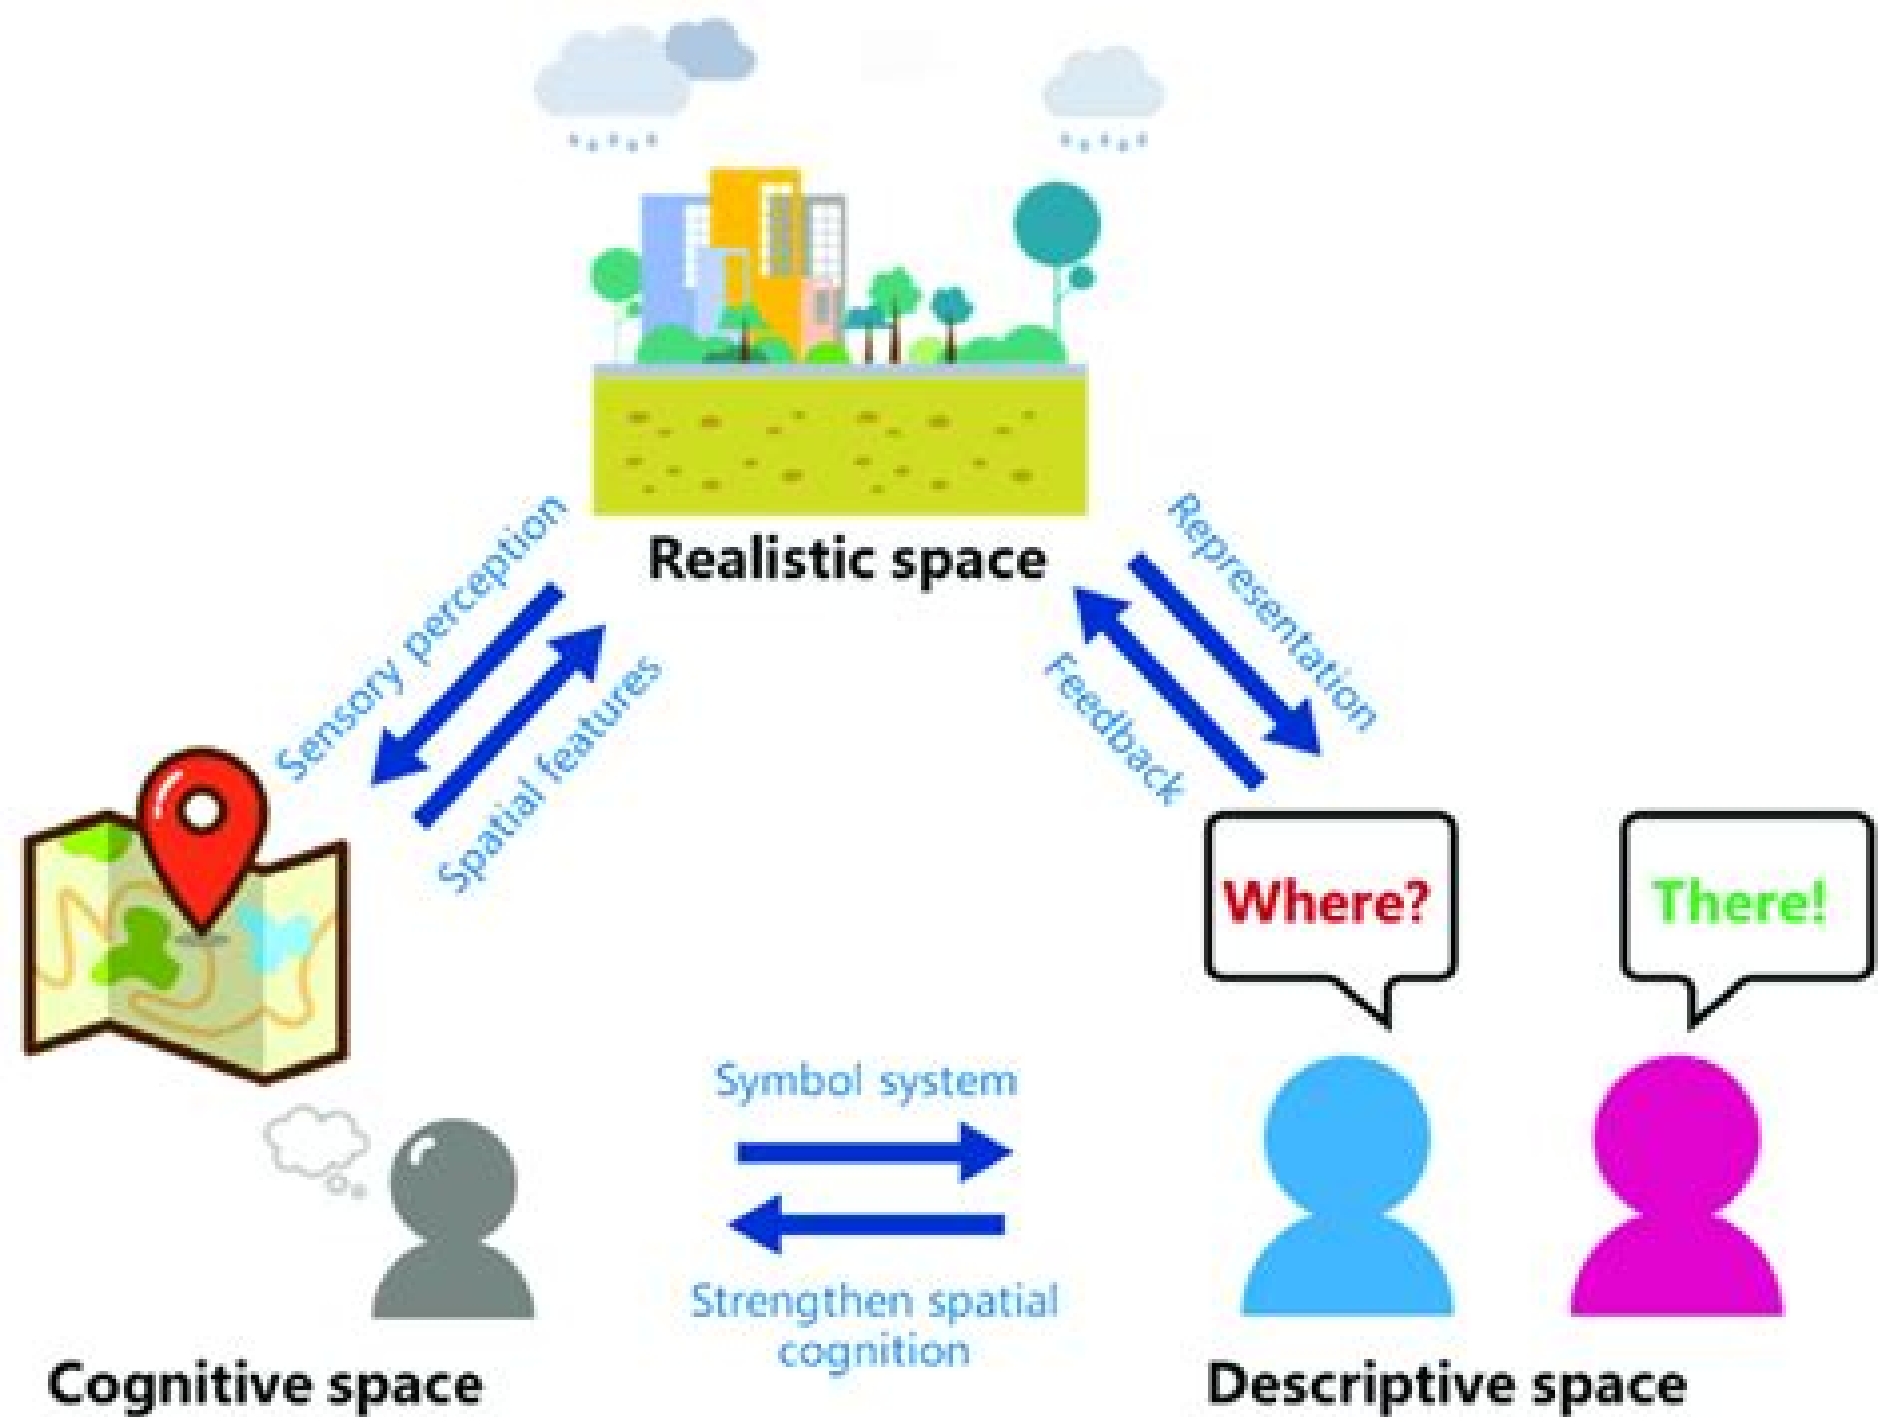 Realistic space
Sensory perception
Spatial features
Representation
Feedback
Where?
There!
Symbol system
Strengthen spatial
cognition
Cognitive space
Descriptive space